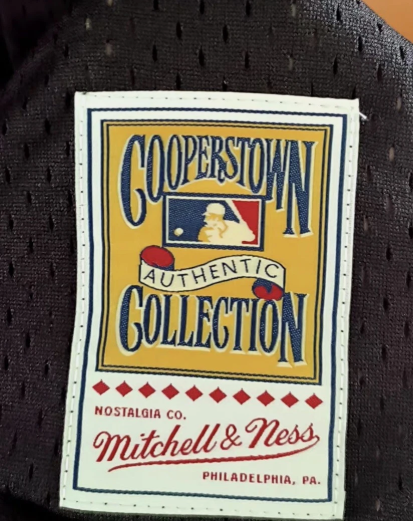 COOPERSTOWN
AUTHENTIC
COLLECTION
NOSTALGIA CO.
Mitchell & Ness
PHILADELPHIA, PA.